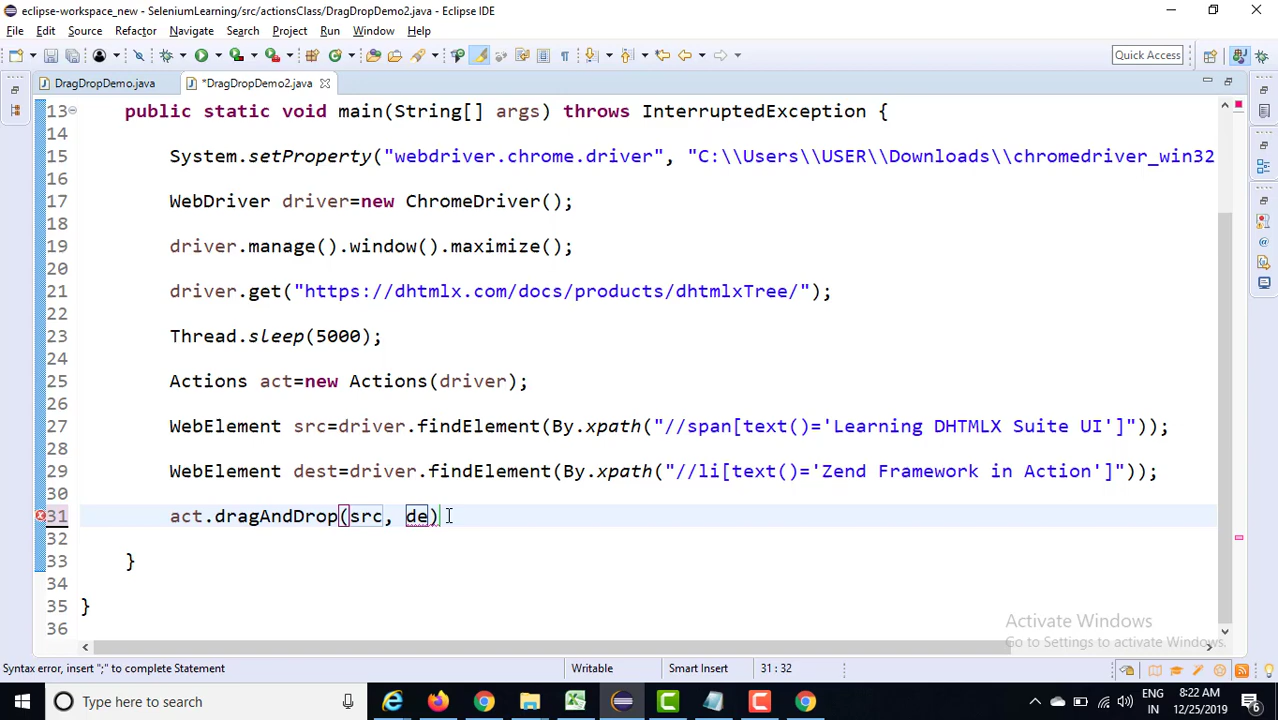 eclipse-workspace_new - SeleniumLearning/src/actionsClass/DragDropDemo2.java - Eclipse IDE
File Edit Source Refactor Navigate Search Project Run Window Help
Quick Access
DragDropDemo.java *DragDropDemo2.java
13 public static void main(String[] args) throws InterruptedException {
14
15 System.setProperty("webdriver.chrome.driver", "C:\\Users\\USER\\Downloads\\chromedriver_win32
16
17 WebDriver driver=new ChromeDriver();
18
19 driver.manage().window().maximize();
20
21 driver.get("https://dhtmlx.com/docs/products/dhtmlxTree/");
22
23 Thread.sleep(5000);
24
25 Actions act=new Actions(driver);
26
27 WebElement src=driver.findElement(By.xpath("//span[text()='Learning DHTMLX Suite UI']"));
28
29 WebElement dest=driver.findElement(By.xpath("//li[text()='Zend Framework in Action']"));
30
31 act.dragAndDrop(src, de)
32
33 }
34
35 }
36
Activate Windows
Go to Settings to activate Windows.
Syntax error, insert ";" to complete Statement Writable Smart Insert 31 : 32
Type here to search
ENG 8:22 AM
IN 12/25/2019 6